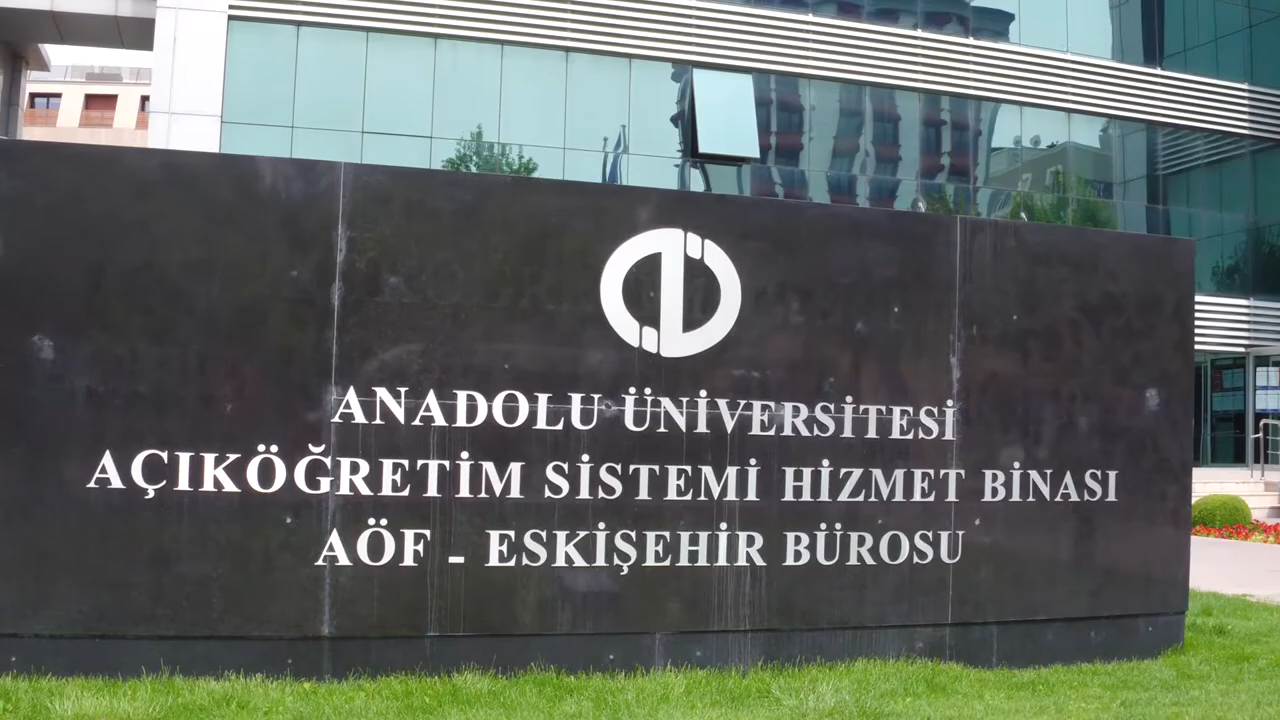 ANADOLU ÜNİVERSİTESİ
AÇIKÖĞRETİM SİSTEMİ HİZMET BİNASI
AÖF - ESKİŞEHİR BÜROSU